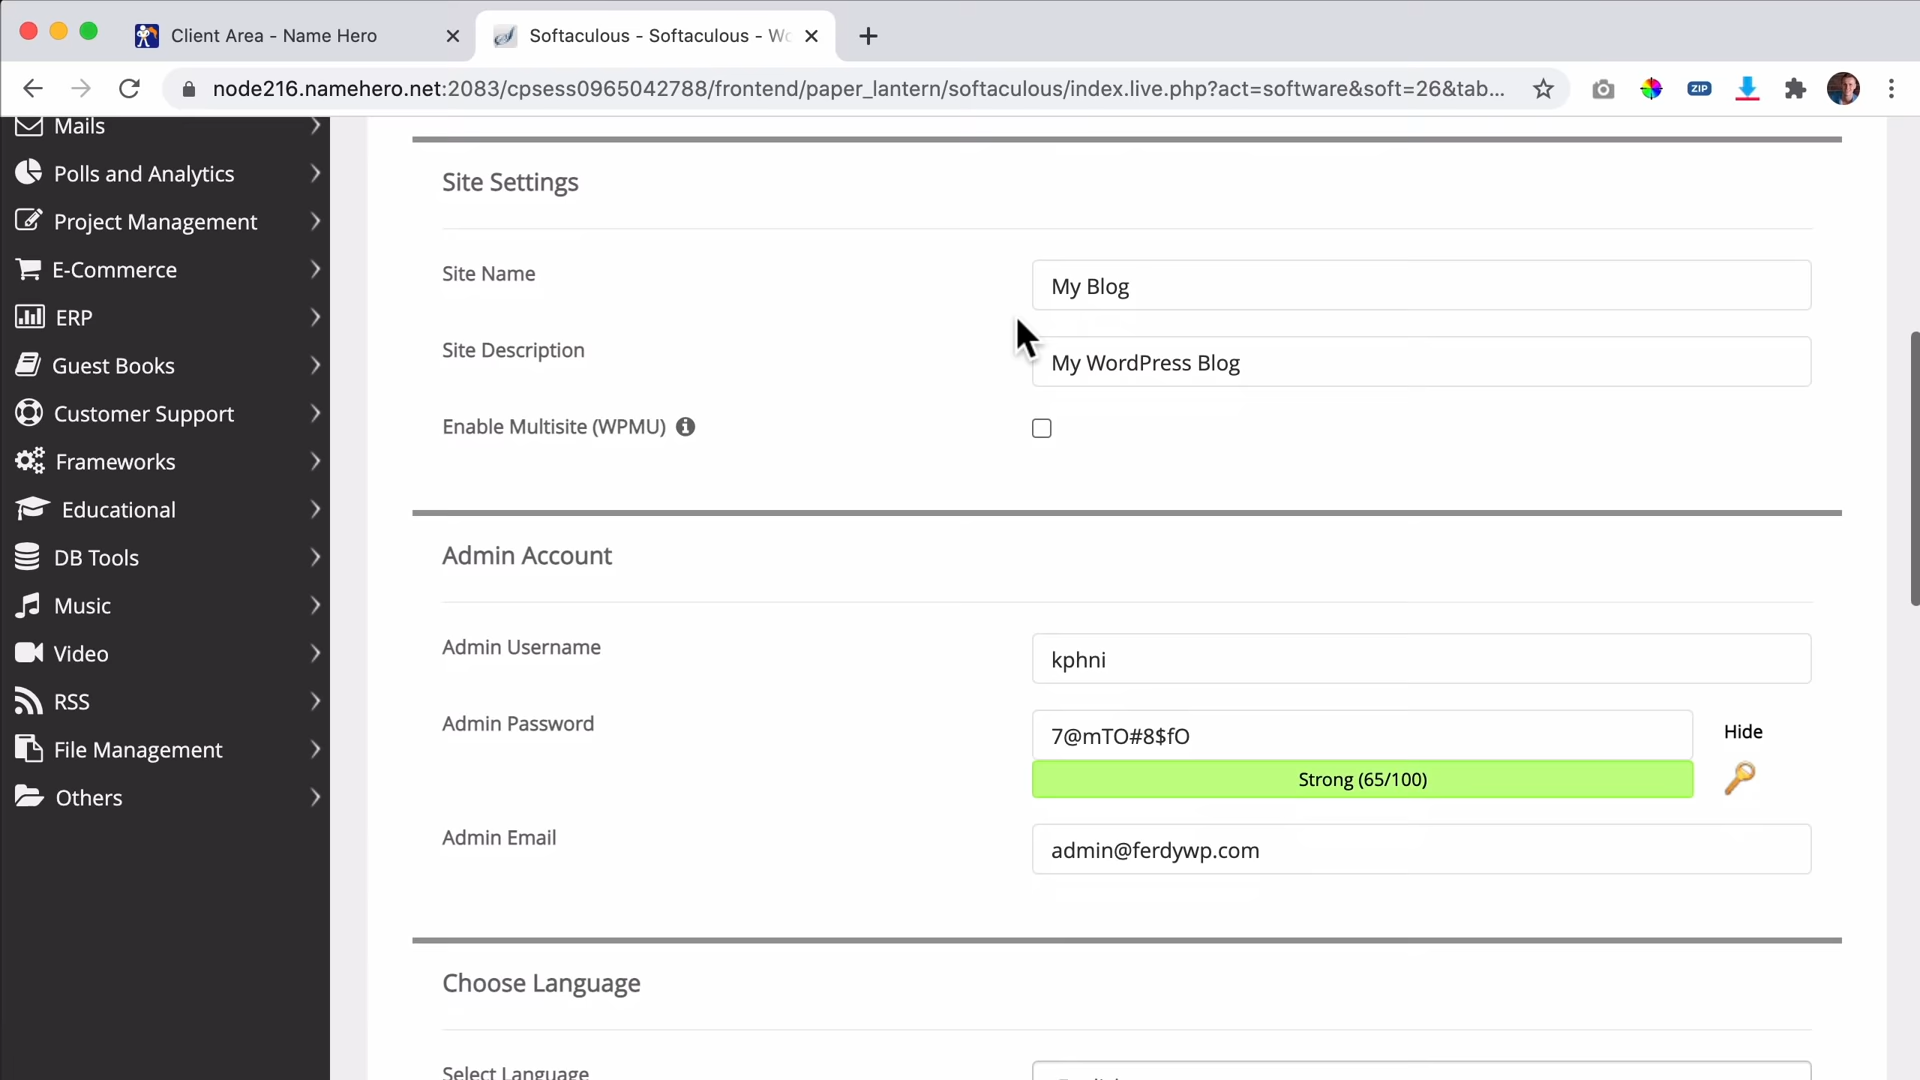 Client Area - Name Hero
Softaculous - Softaculous - Wo
node216.namehero.net:2083/cpsess0965042788/frontend/paper_lantern/softaculous/index.live.php?act=software&soft=26&tab...
ZIP
Mails
Polls and Analytics
Project Management
E-Commerce
ERP
Guest Books
Customer Support
Frameworks
Educational
DB Tools
Music
Video
RSS
File Management
Others
Site Settings
Site Name
My Blog
Site Description
My WordPress Blog
Enable Multisite (WPMU)
Admin Account
Admin Username
kphni
Admin Password
7@mTO#8$fO
Hide
Strong (65/100)
Admin Email
admin@ferdywp.com
Choose Language
Select Language
English